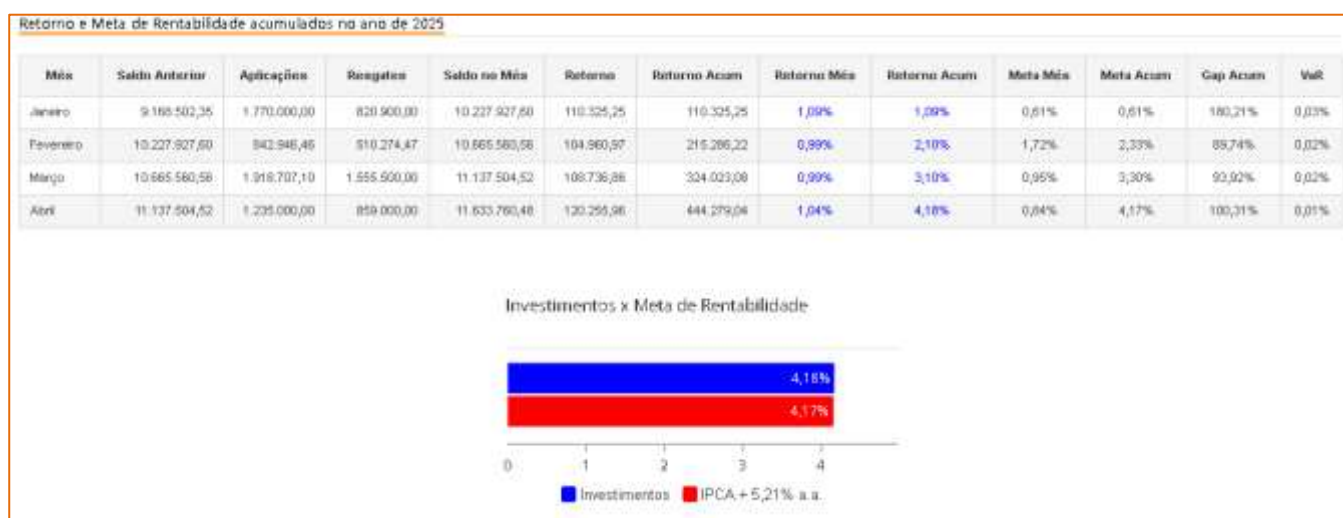 Retorno e Meta de Rentabilidade acumulados no ano de 2025
Mês Saldo Anterior Aplicações Resgates Saldo no Mês Retorno Retorno Acum Retorno Mês Retorno Acum Meta Mês Meta Acum Gap Acum VaR
Janeiro 9.168.502,35 1.770.000,00 820.900,00 10.227.927,60 110.325,25 110.325,25 1,09% 1,09% 0,61% 0,61% 180,21% 0,03%
Fevereiro 10.227.927,60 842.946,46 510.274,47 10.665.560,56 104.960,97 215.286,22 0,99% 2,10% 1,72% 2,33% 89,74% 0,02%
Março 10.665.560,56 1.918.707,10 1.555.500,00 11.137.504,52 108.736,86 324.023,08 0,99% 3,10% 0,95% 3,30% 93,92% 0,02%
Abril 11.137.504,52 1.235.000,00 859.000,00 11.633.760,48 120.255,96 444.279,04 1,04% 4,18% 0,84% 4,17% 100,31% 0,01%
Investimentos x Meta de Rentabilidade
4,18%
4,17%
0 1 2 3 4
Investimentos IPCA + 5,21% a.a.